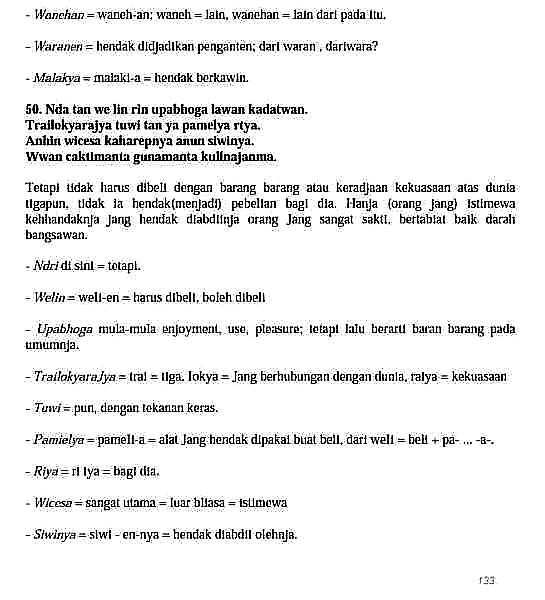 - Wanehan = waneh-an; waneh = lain, wanehan = lain dari pada itu.
- Waranen = hendak didjadikan penganten; dari waran , dariwara?
- Malakya = malaki-a = hendak berkawin.
50. Nda tan we lin rin upabhoga lawan kadatwan.
Trailokyarajya tuwi tan ya pamelya rtya.
Anhin wicesa kaharepnya anun siwinya.
Wwan caktimanta gunamanta kulinajanma.
Tetapi tidak harus dibeli dengan barang barang atau keradjaan kekuasaan atas dunia
tigapun, tidak ia hendak(menjadi) pebelian bagi dia. Hanja (orang jang) istimewa
kehhandaknja jang hendak diabdiinja orang Jang sangat sakti, bertabiat baik darah
bangsawan.
- Ndri di sini = tetapi.
- Welin = weli-en = harus dibeli, boleh dibeli
- Upabhoga mula-mula enjoyment, use, pleasure; tetapi lalu berarti baran barang pada
umumnja.
- TrailokyaraJya = trai = tiga. lokya = Jang berhubungan dengan dunia, raiya = kekuasaan
- Tuwi = pun, dengan tekanan keras.
- Pamielya = pameli-a = alat Jang hendak dipakai buat beli, dari weli = beli + pa- ... -a-.
- Riya = ri iya = bagi dia.
- Wicesa = sangat utama = luar biiasa = istimewa
- Siwinya = siwi - en-nya = hendak diabdii olehnja.
133